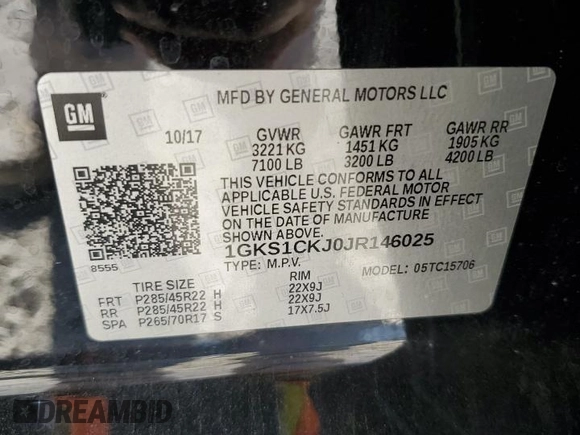 GM
MFD BY GENERAL MOTORS LLC
10/17 GVWR GAWR FRT GAWR RR
3221 KG 1451 KG 1905 KG
7100 LB 3200 LB 4200 LB
THIS VEHICLE CONFORMS TO ALL
APPLICABLE U.S. FEDERAL MOTOR
VEHICLE SAFETY STANDARDS IN EFFECT
ON THE DATE OF MANUFACTURE SHOWN ABOVE.
1GKS1CKJ0JR146025
8555 TYPE: M.P.V. MODEL: 05TC15706
TIRE SIZE RIM
FRT P285/45R22 H 22X9J
RR P285/45R22 H 22X9J
SPA P265/70R17 S 17X7.5J
DREAMBID